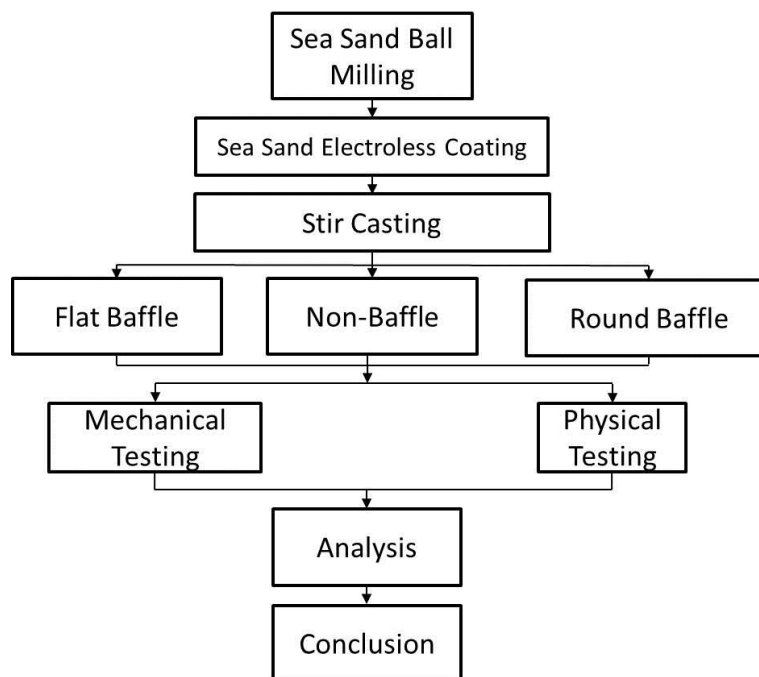 Sea Sand Ball
Milling
Sea Sand Electroless Coating
Stir Casting
Flat Baffle
Non-Baffle
Round Baffle
Mechanical
Testing
Physical
Testing
Analysis
Conclusion